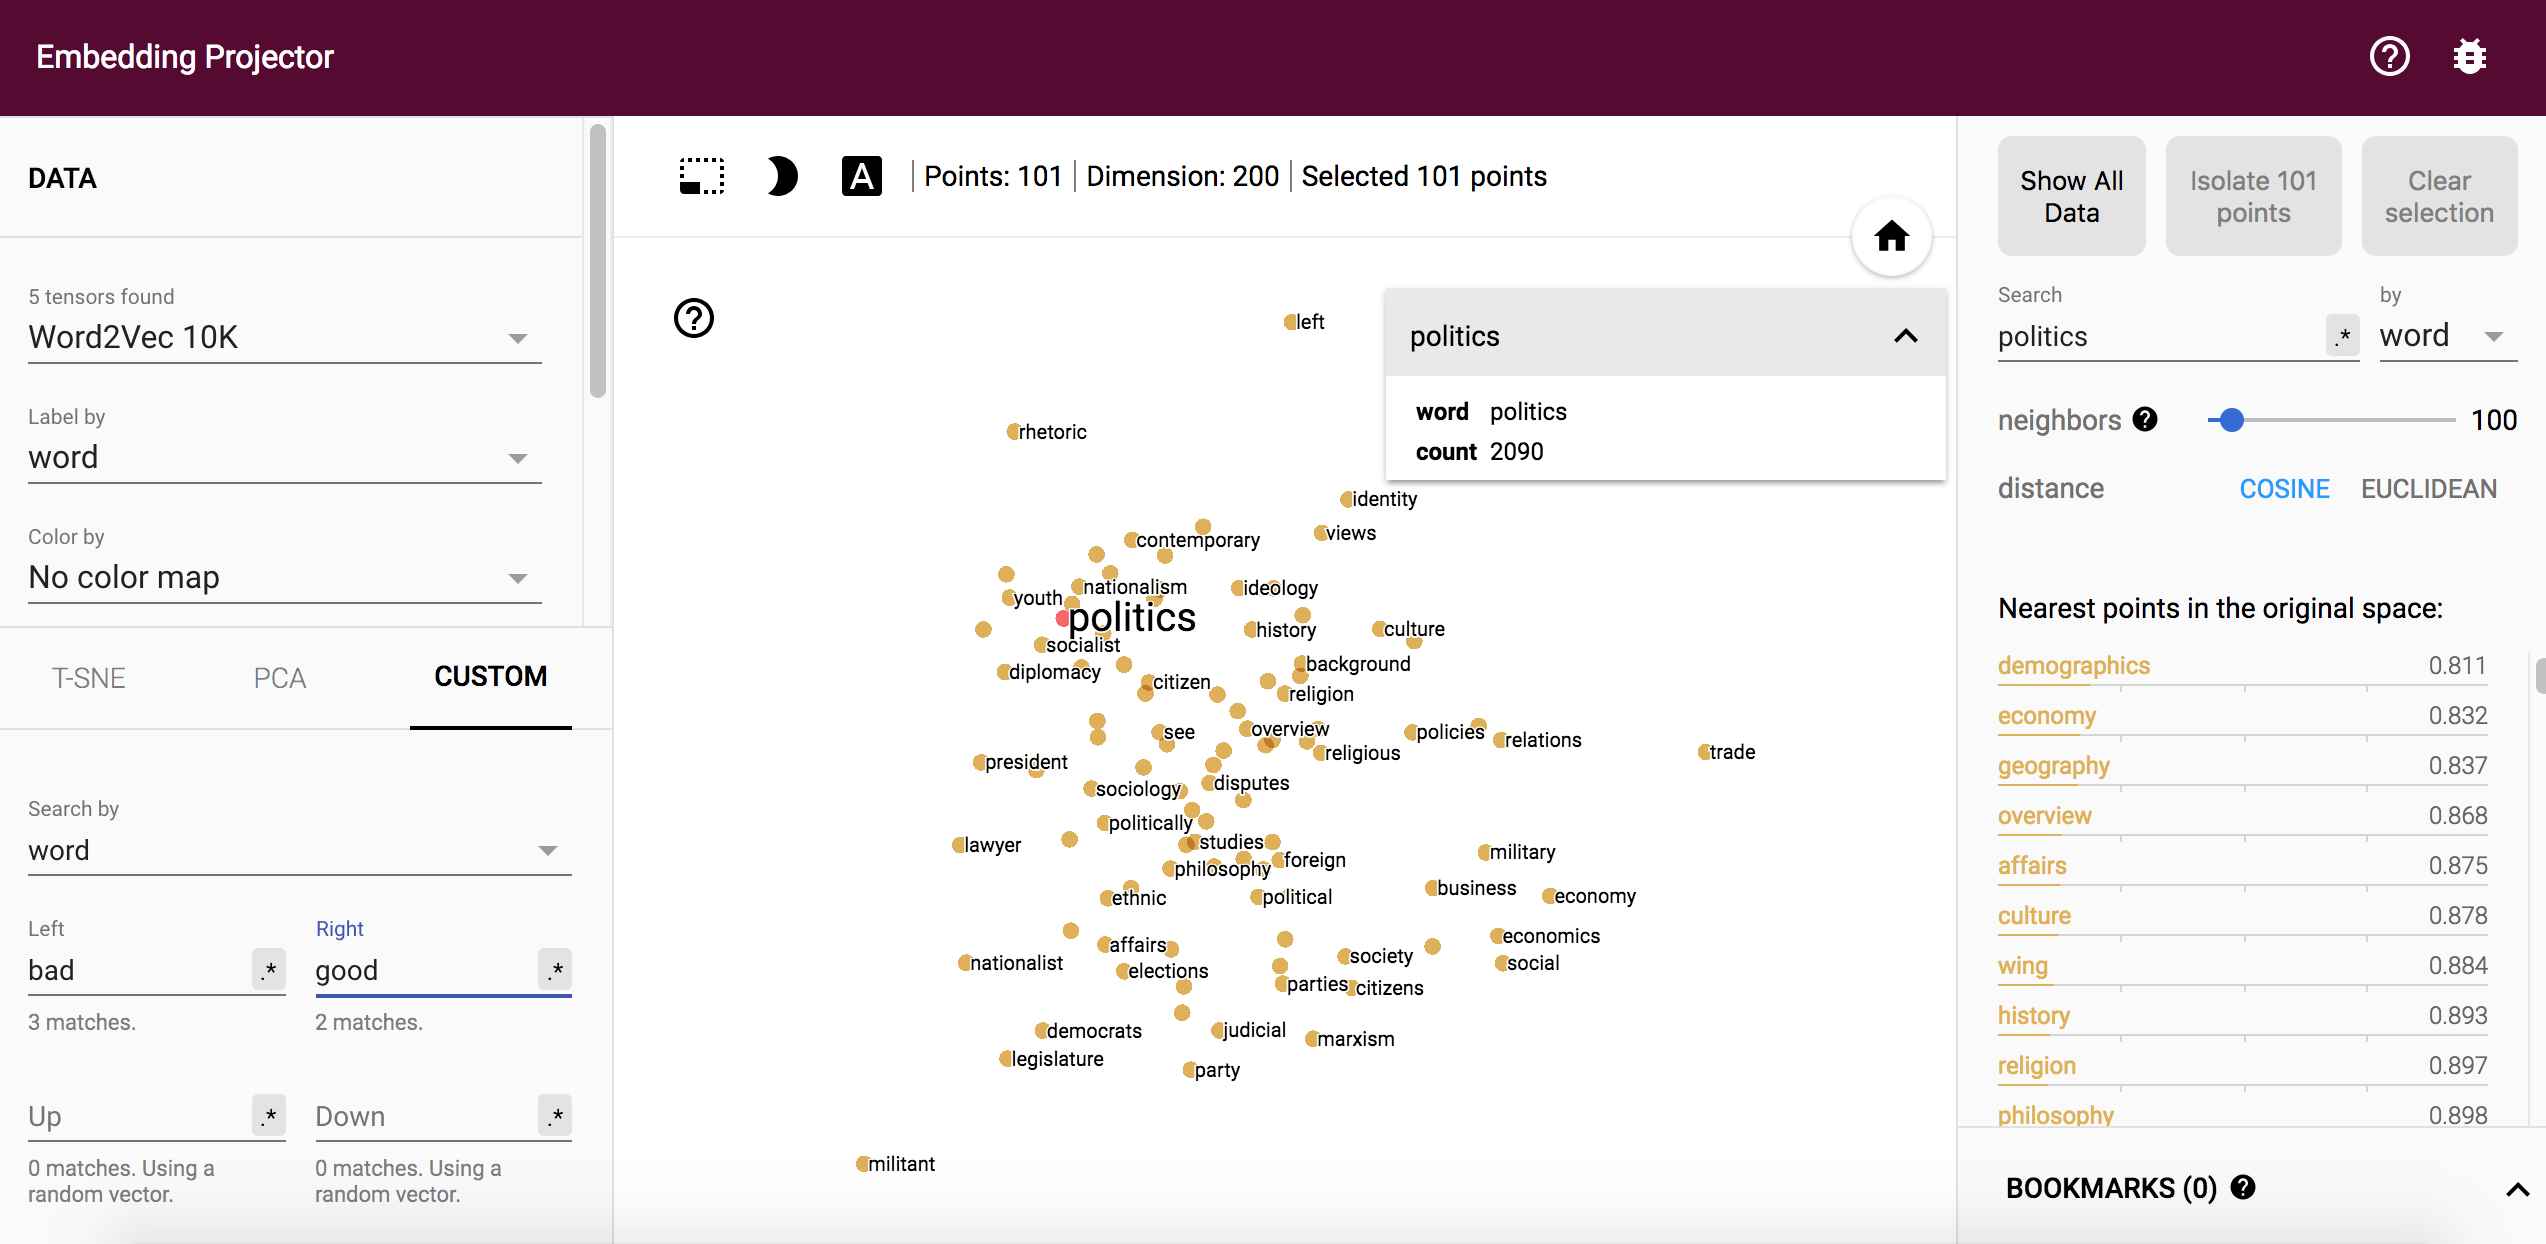 Embedding Projector
DATA
5 tensors found
Word2Vec 10K
Label by
word
Color by
No color map
T-SNE PCA CUSTOM
Search by
word
Left Right
bad .* good .*
3 matches. 2 matches.
Up .* Down .*
0 matches. Using a random vector. 0 matches. Using a random vector.
A | Points: 101 | Dimension: 200 | Selected 101 points
politics
word politics
count 2090
left
rhetoric
identity
views
contemporary
nationalism
ideology
youth
politics
history
culture
socialist
background
diplomacy
citizen
religion
overview
see
policies
relations
religious
trade
president
disputes
sociology
politically
studies
lawyer
military
foreign
philosophy
business
economy
political
ethnic
economics
affairs
society
nationalist
social
elections
parties
citizens
democrats
judicial
marxism
legislature
party
militant
Show All Data
Isolate 101 points
Clear selection
Search by
politics .* word
neighbors ? 100
distance COSINE EUCLIDEAN
Nearest points in the original space:
demographics 0.811
economy 0.832
geography 0.837
overview 0.868
affairs 0.875
culture 0.878
wing 0.884
history 0.893
religion 0.897
philosophy 0.898
BOOKMARKS (0) ?